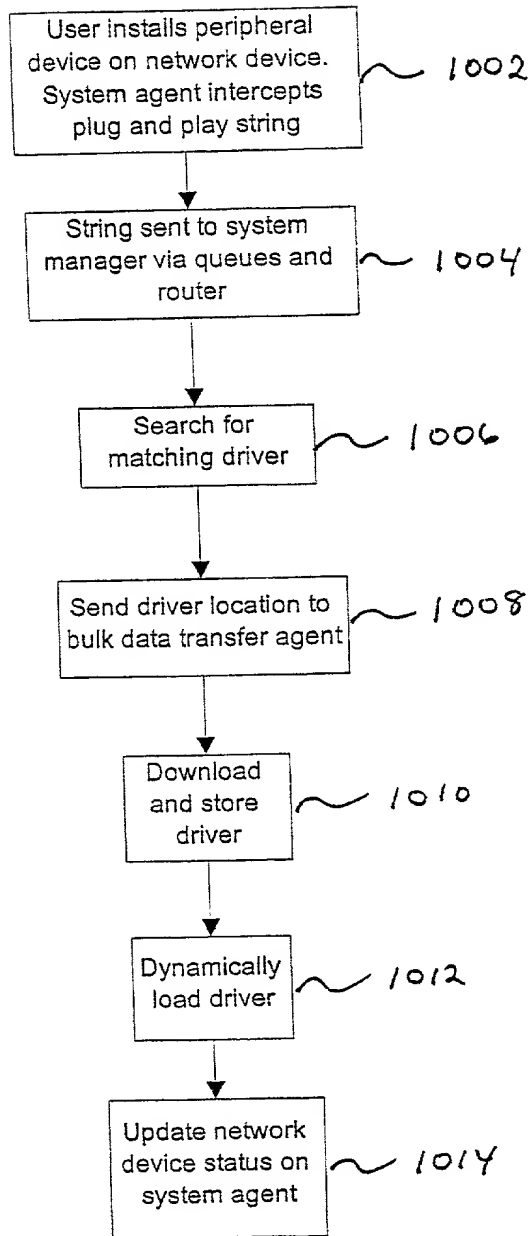 User installs peripheral
device on network device.
System agent intercepts
plug and play string
1002
String sent to system
manager via queues and
router
1004
Search for
matching driver
1006
Send driver location to
bulk data transfer agent
1008
Download
and store
driver
1010
Dynamically
load driver
1012
Update network
device status on
system agent
1014